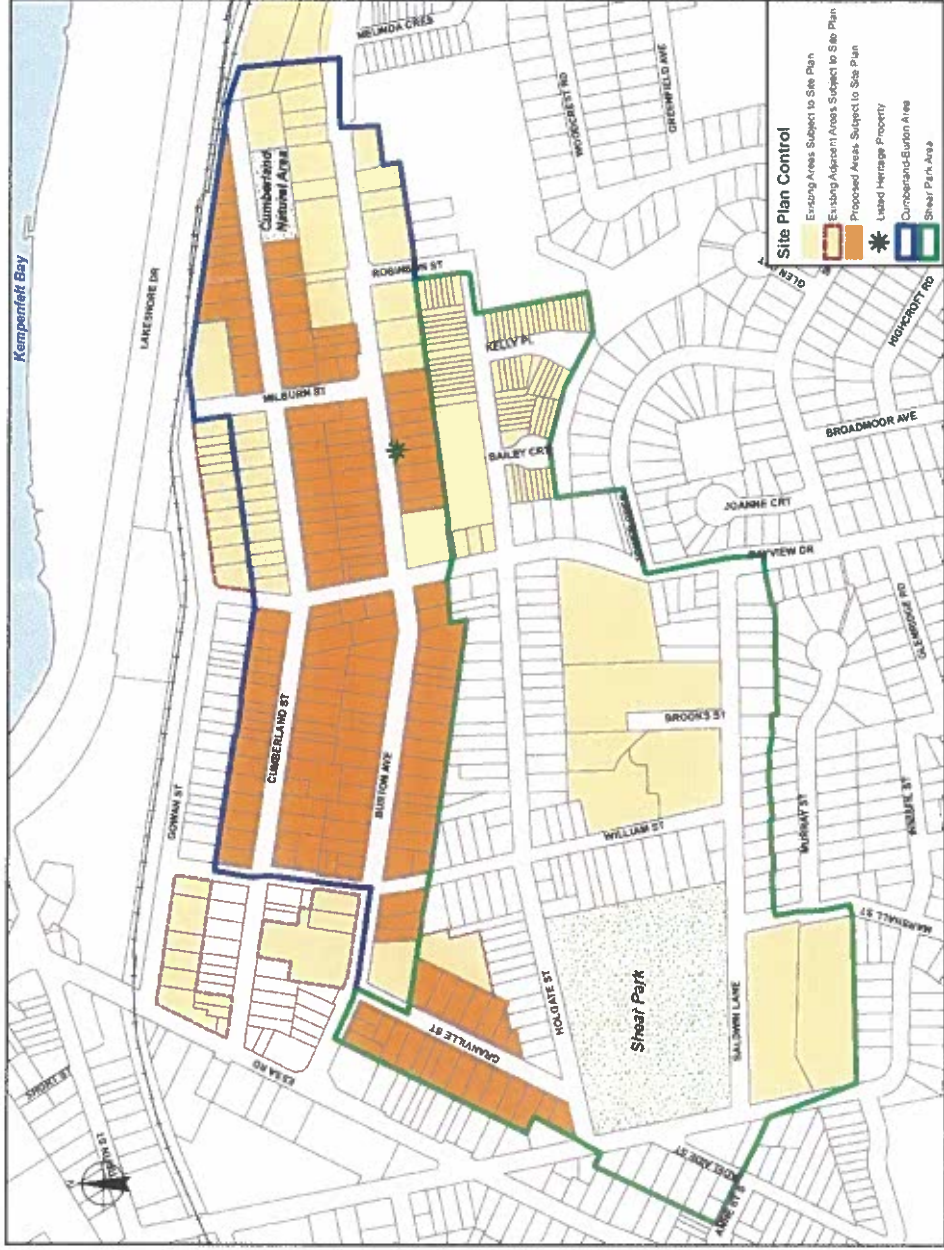 Kempenfelt Bay
LAKESHORE DR
MELINDA CRES
WOODCREST RD
GREENFIELD AVE
Cumberland
Natural Area
ROBINSON ST
GLEN
HIGHCROFT RD
KELLY PL
MILBURN ST
BAILEY CRT
BROADMOOR AVE
JOANNE CRT
BAYVIEW DR
GLENRIDGE RD
GOWAN ST
CUMBERLAND ST
BURTON AVE
BROOKS ST
WILLIAM ST
MURRAY ST
MARSHALL ST
HOLGATE ST
Shear Park
BALDWIN LANE
GRANVILLE ST
ESSA RD
SHORT ST
ADELAIDE ST
ANNE ST S
Site Plan Control
Existing Areas Subject to Site Plan
Existing Adjacent Areas Subject to Site Plan
Proposed Areas Subject to Site Plan
Listed Heritage Property
Cumberland-Burton Area
Shear Park Area